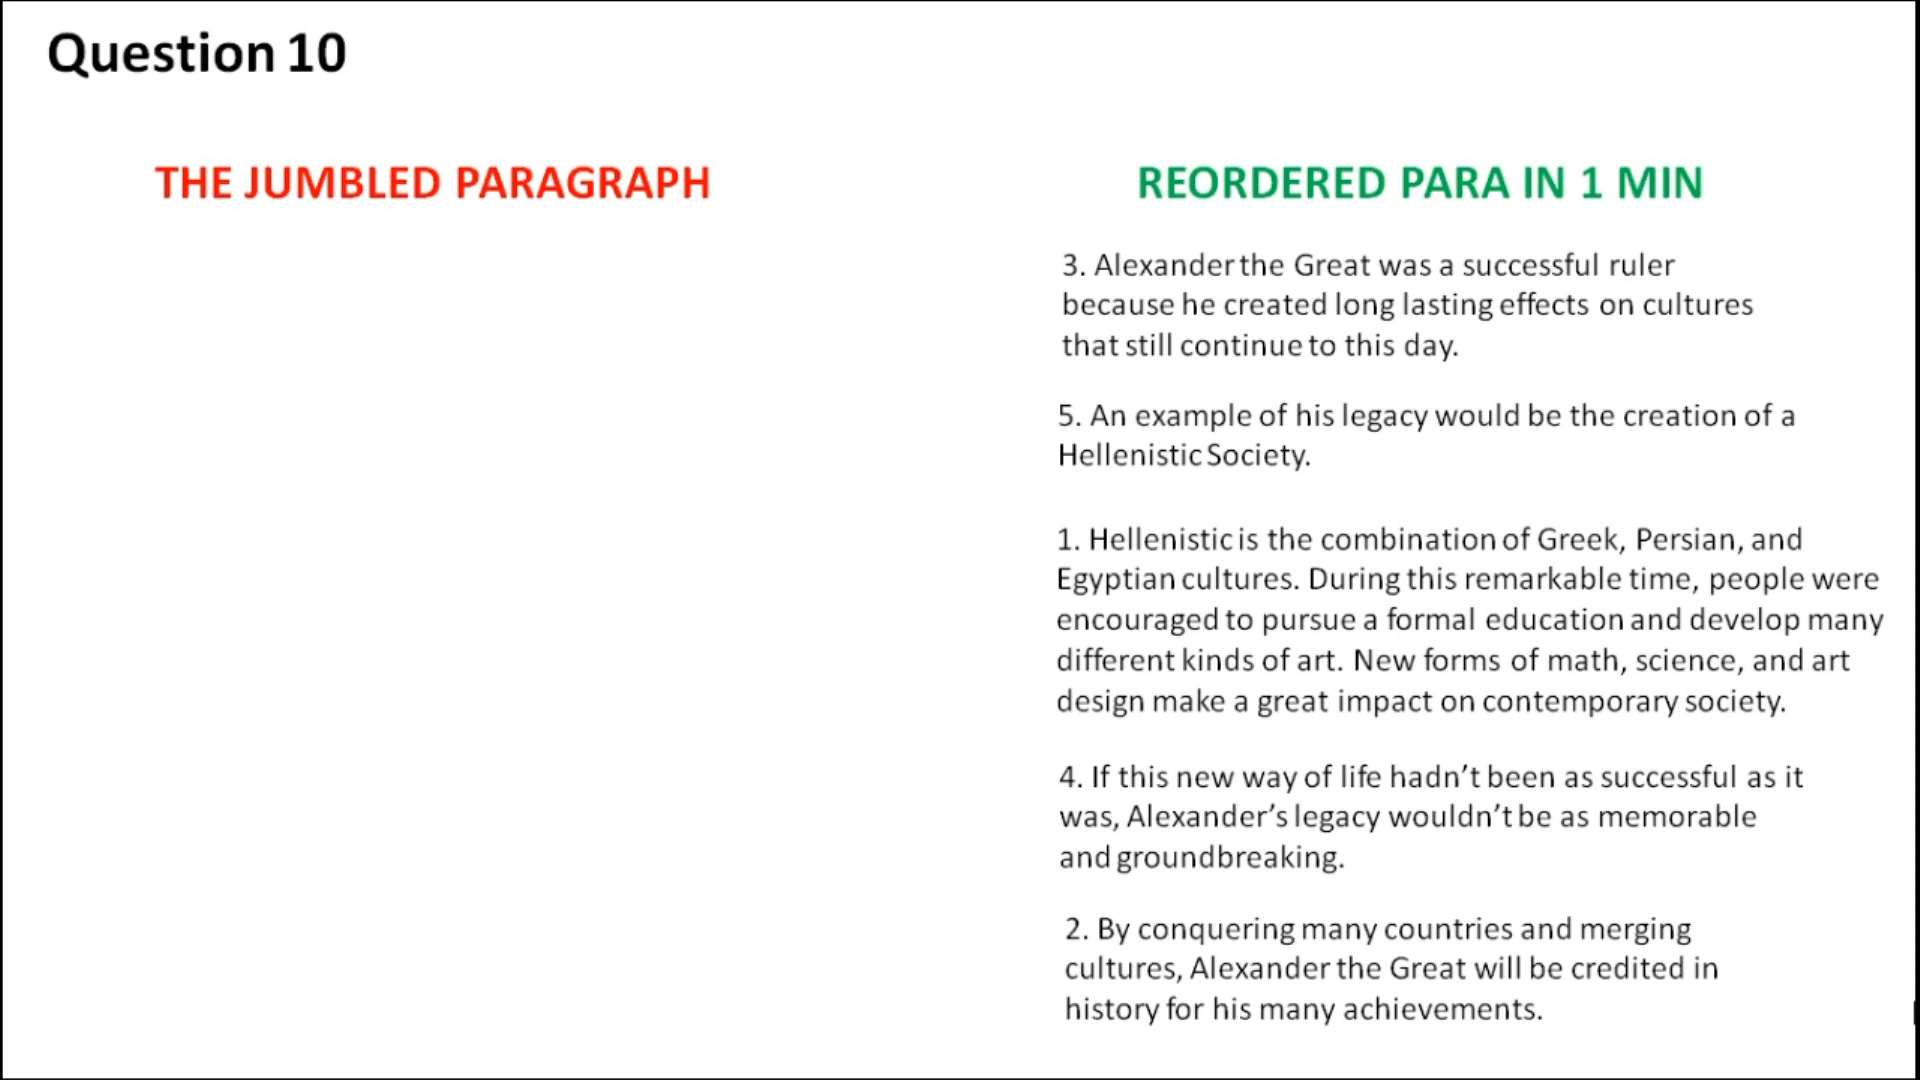 Question 10
THE JUMBLED PARAGRAPH
REORDERED PARA IN 1 MIN
3. Alexander the Great was a successful ruler
because he created long lasting effects on cultures
that still continue to this day.
5. An example of his legacy would be the creation of a
Hellenistic Society.
1. Hellenistic is the combination of Greek, Persian, and
Egyptian cultures. During this remarkable time, people were
encouraged to pursue a formal education and develop many
different kinds of art. New forms of math, science, and art
design make a great impact on contemporary society.
4. If this new way of life hadn’t been as successful as it
was, Alexander’s legacy wouldn’t be as memorable
and groundbreaking.
2. By conquering many countries and merging
cultures, Alexander the Great will be credited in
history for his many achievements.